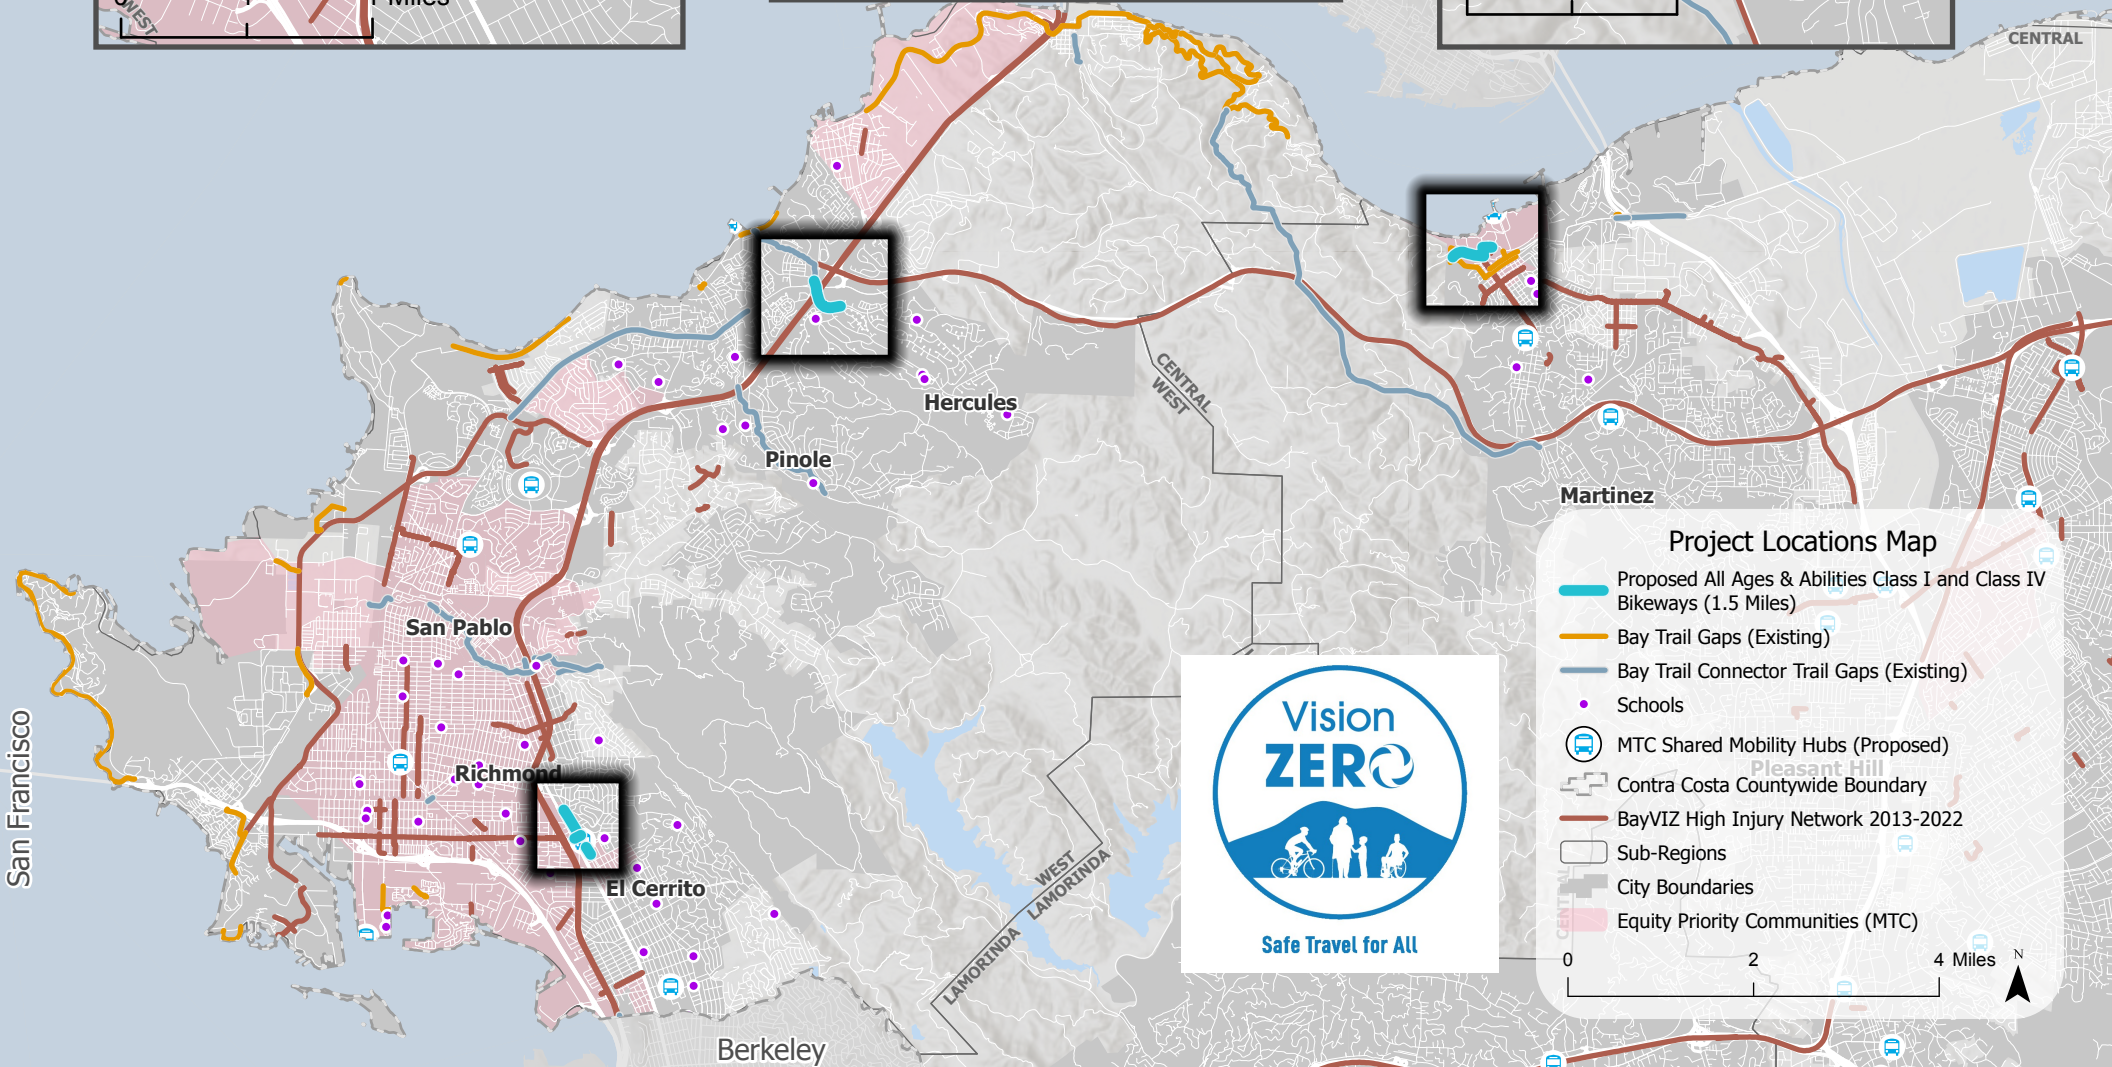 WEST
1 Miles
CENTRAL
CENTRAL
WEST
Hercules
Pinole
Martinez
San Pablo
Richmond
El Cerrito
San Francisco
Berkeley
WEST
LAMORINDA
LAMORINDA
Vision
ZERO
Safe Travel for All
Project Locations Map
Proposed All Ages & Abilities Class I and Class IV
Bikeways (1.5 Miles)
Bay Trail Gaps (Existing)
Bay Trail Connector Trail Gaps (Existing)
Schools
MTC Shared Mobility Hubs (Proposed)
Pleasant Hill
Contra Costa Countywide Boundary
BayVIZ High Injury Network 2013-2022
Sub-Regions
City Boundaries
CENTRAL
Equity Priority Communities (MTC)
0 2 4 Miles N